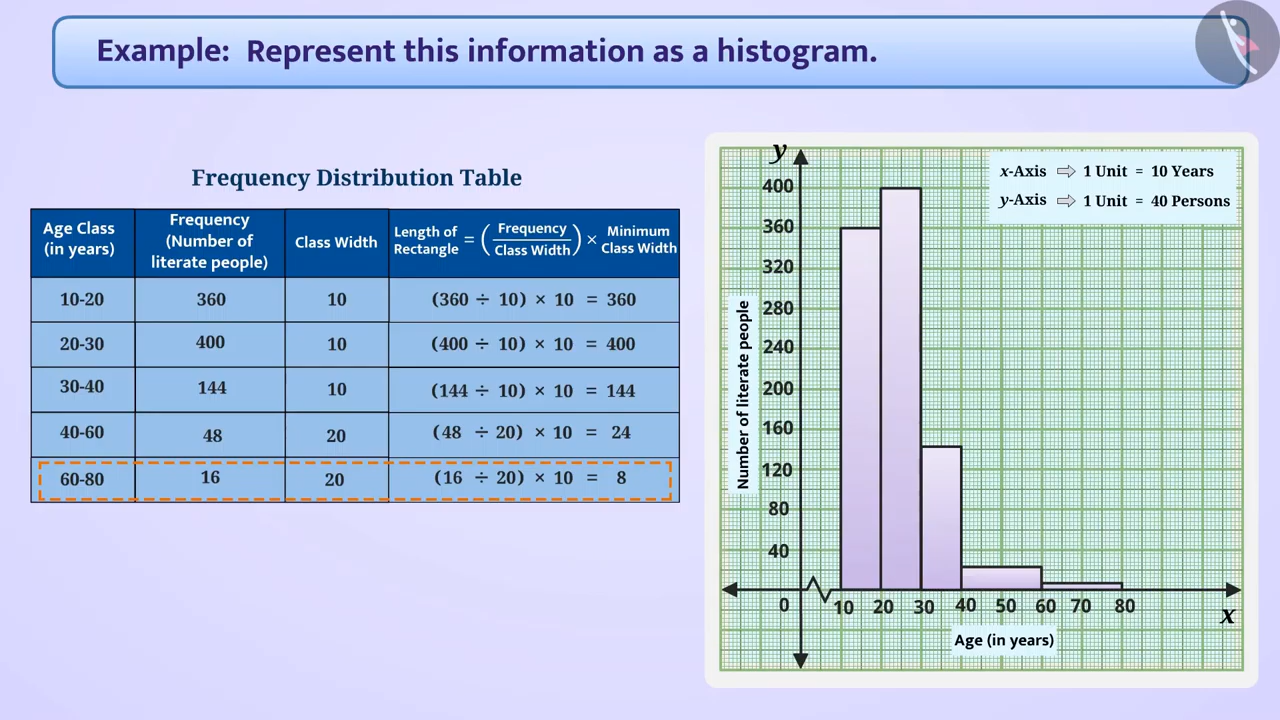 Example: Represent this information as a histogram.
Frequency Distribution Table
Age Class (in years) Frequency (Number of literate people) Class Width Length of Rectangle = (Frequency / Class Width) × Minimum Class Width
10-20 360 10 (360 ÷ 10) × 10 = 360
20-30 400 10 (400 ÷ 10) × 10 = 400
30-40 144 10 (144 ÷ 10) × 10 = 144
40-60 48 20 (48 ÷ 20) × 10 = 24
60-80 16 20 (16 ÷ 20) × 10 = 8
y
x-Axis ⇨ 1 Unit = 10 Years
y-Axis ⇨ 1 Unit = 40 Persons
400
360
320
280
240
200
160
120
80
40
Number of literate people
0 10 20 30 40 50 60 70 80
x
Age (in years)